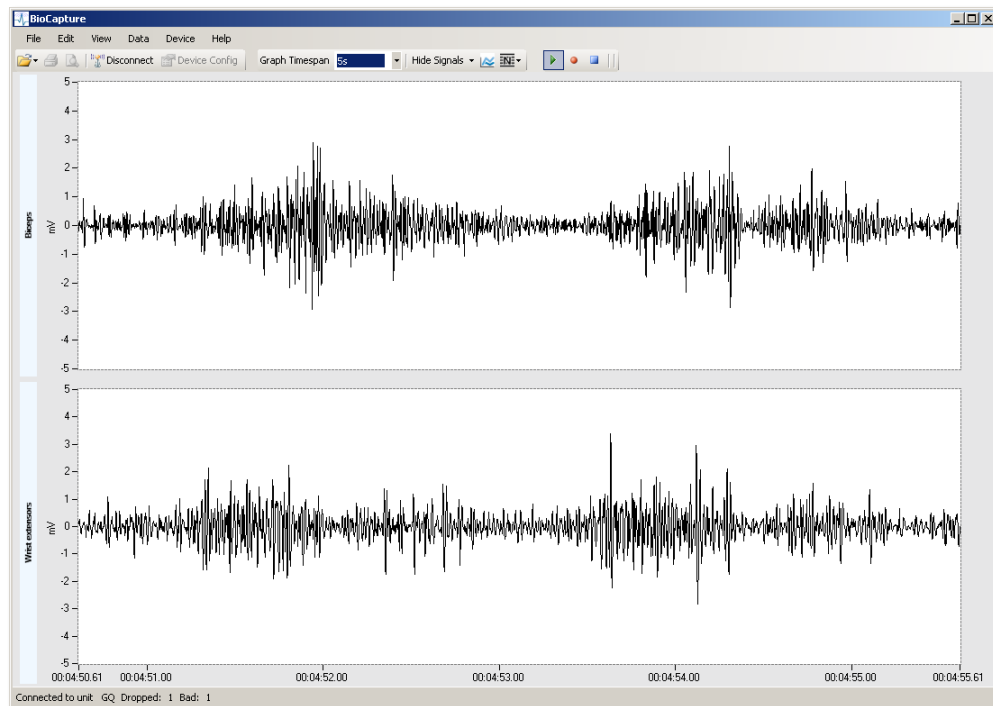 BioCapture
File Edit View Data Device Help
Disconnect Device Config Graph Timespan 5s Hide Signals N
Biceps
mV
5
4
3
2
1
0
-1
-2
-3
-4
-5
Wrist extensors
mV
5
4
3
2
1
0
-1
-2
-3
-4
-5
00:04:50.61 00:04:51.00 00:04:52.00 00:04:53.00 00:04:54.00 00:04:55.00 00:04:55.61
Connected to unit GQ Dropped: 1 Bad: 1